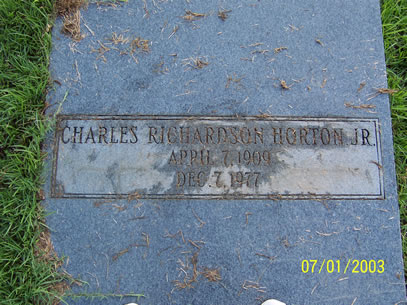 CHARLES RICHARDSON HORTON JR.
APRIL 7, 1909
DEC. 7, 1977
07/01/2003